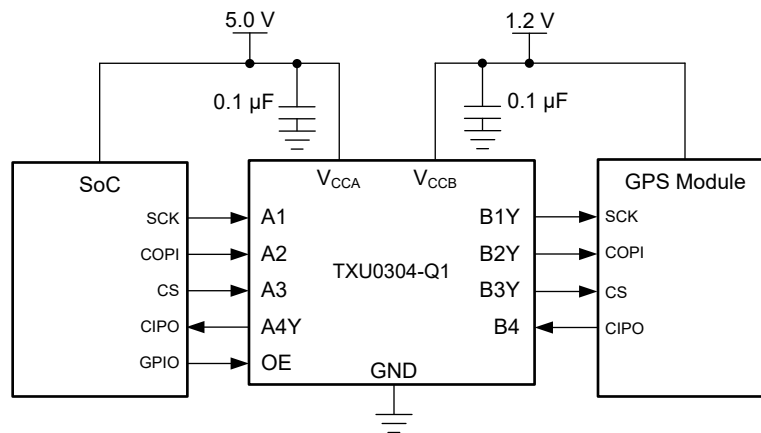 5.0 V
1.2 V
0.1 µF
0.1 µF
SoC
VCCA
VCCB
GPS Module
SCK
A1
B1Y
SCK
COPI
A2
B2Y
COPI
TXU0304-Q1
CS
A3
B3Y
CS
CIPO
A4Y
B4
CIPO
GPIO
OE
GND